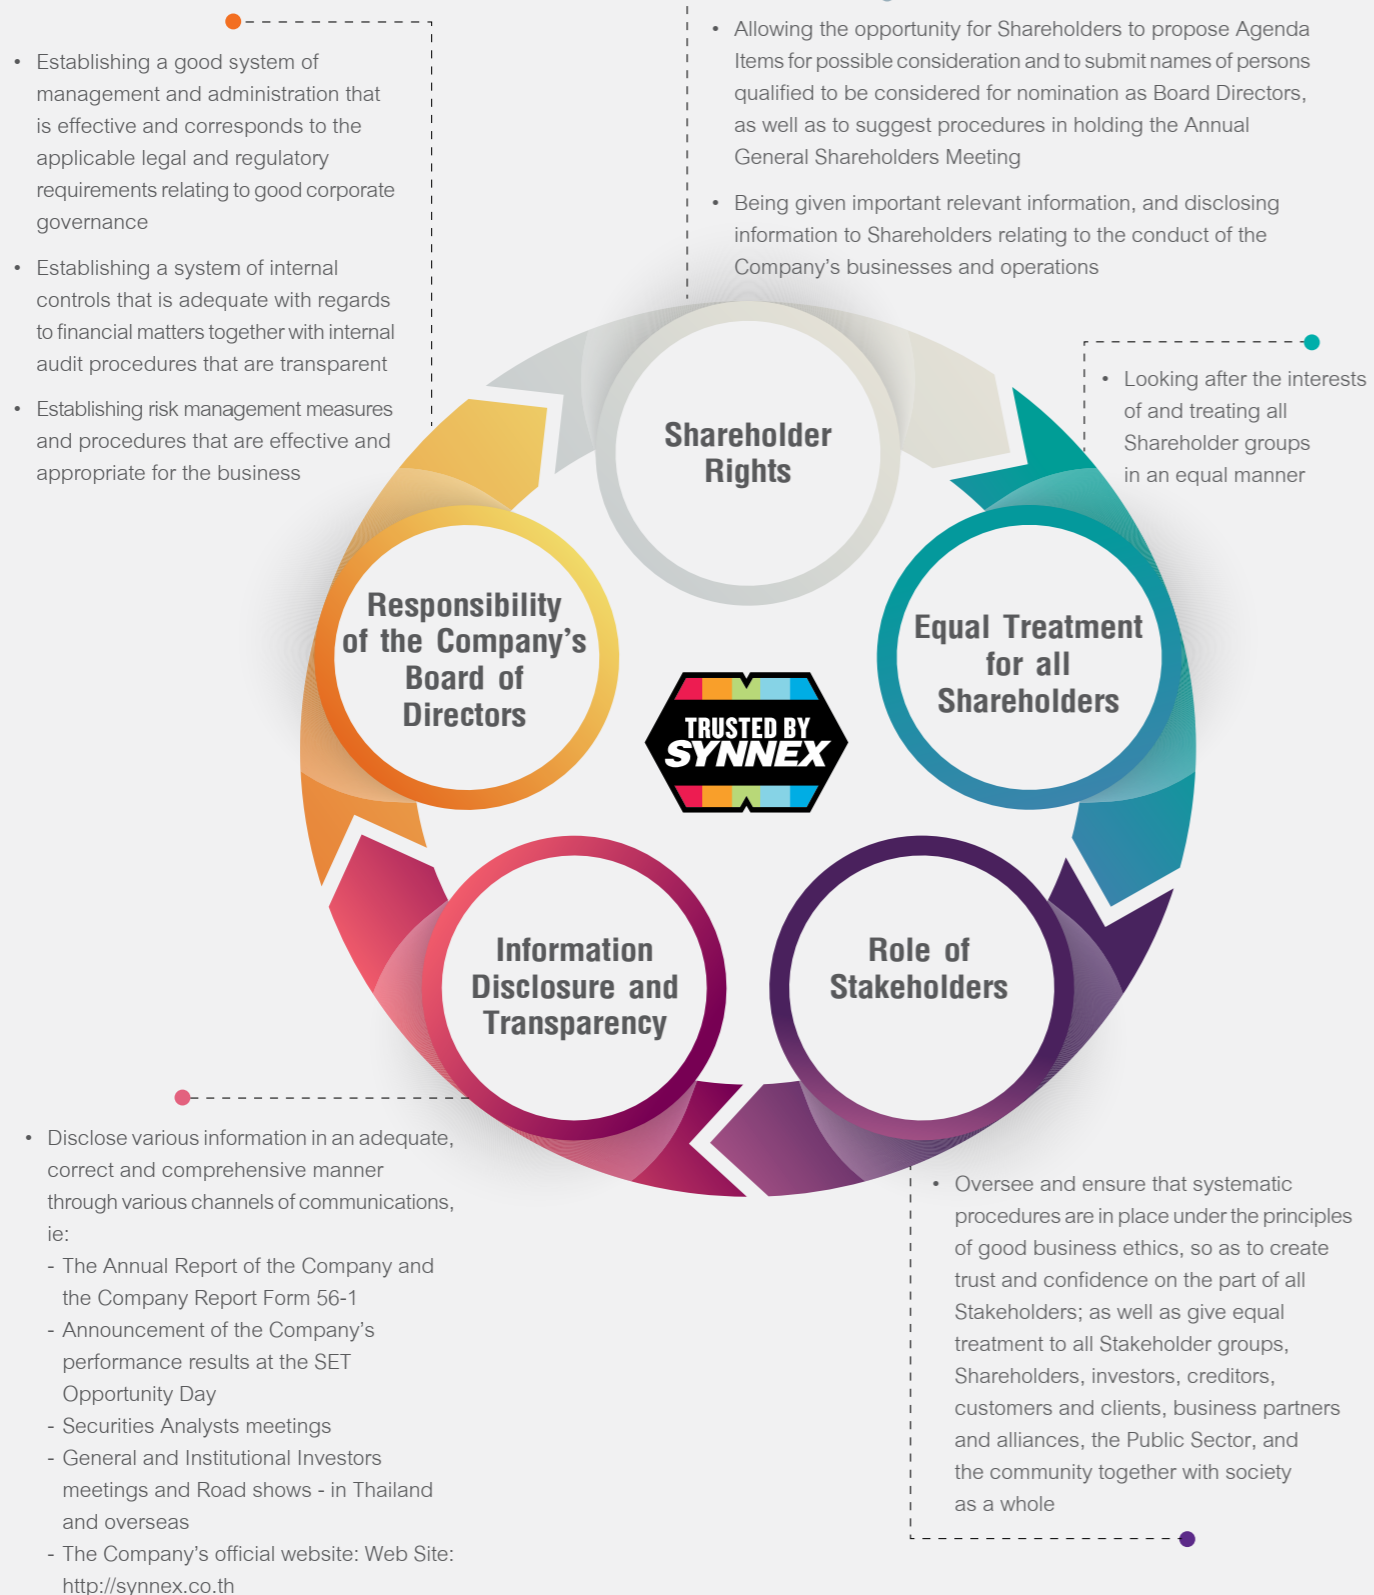 • Establishing a good system of
management and administration that
is effective and corresponds to the
applicable legal and regulatory
requirements relating to good corporate
governance
• Establishing a system of internal
controls that is adequate with regards
to financial matters together with internal
audit procedures that are transparent
• Establishing risk management measures
and procedures that are effective and
appropriate for the business
• Allowing the opportunity for Shareholders to propose Agenda
Items for possible consideration and to submit names of persons
qualified to be considered for nomination as Board Directors,
as well as to suggest procedures in holding the Annual
General Shareholders Meeting
• Being given important relevant information, and disclosing
information to Shareholders relating to the conduct of the
Company's businesses and operations
• Looking after the interests
of and treating all
Shareholder groups
in an equal manner
Shareholder
Rights
Responsibility
of the Company's
Board of
Directors
Equal Treatment
for all
Shareholders
TRUSTED BY
SYNNEX
Information
Disclosure and
Transparency
Role of
Stakeholders
• Disclose various information in an adequate,
correct and comprehensive manner
through various channels of communications,
ie:
- The Annual Report of the Company and
the Company Report Form 56-1
- Announcement of the Company's
performance results at the SET
Opportunity Day
- Securities Analysts meetings
- General and Institutional Investors
meetings and Road shows - in Thailand
and overseas
- The Company's official website: Web Site:
http://synnex.co.th
• Oversee and ensure that systematic
procedures are in place under the principles
of good business ethics, so as to create
trust and confidence on the part of all
Stakeholders; as well as give equal
treatment to all Stakeholder groups,
Shareholders, investors, creditors,
customers and clients, business partners
and alliances, the Public Sector, and
the community together with society
as a whole